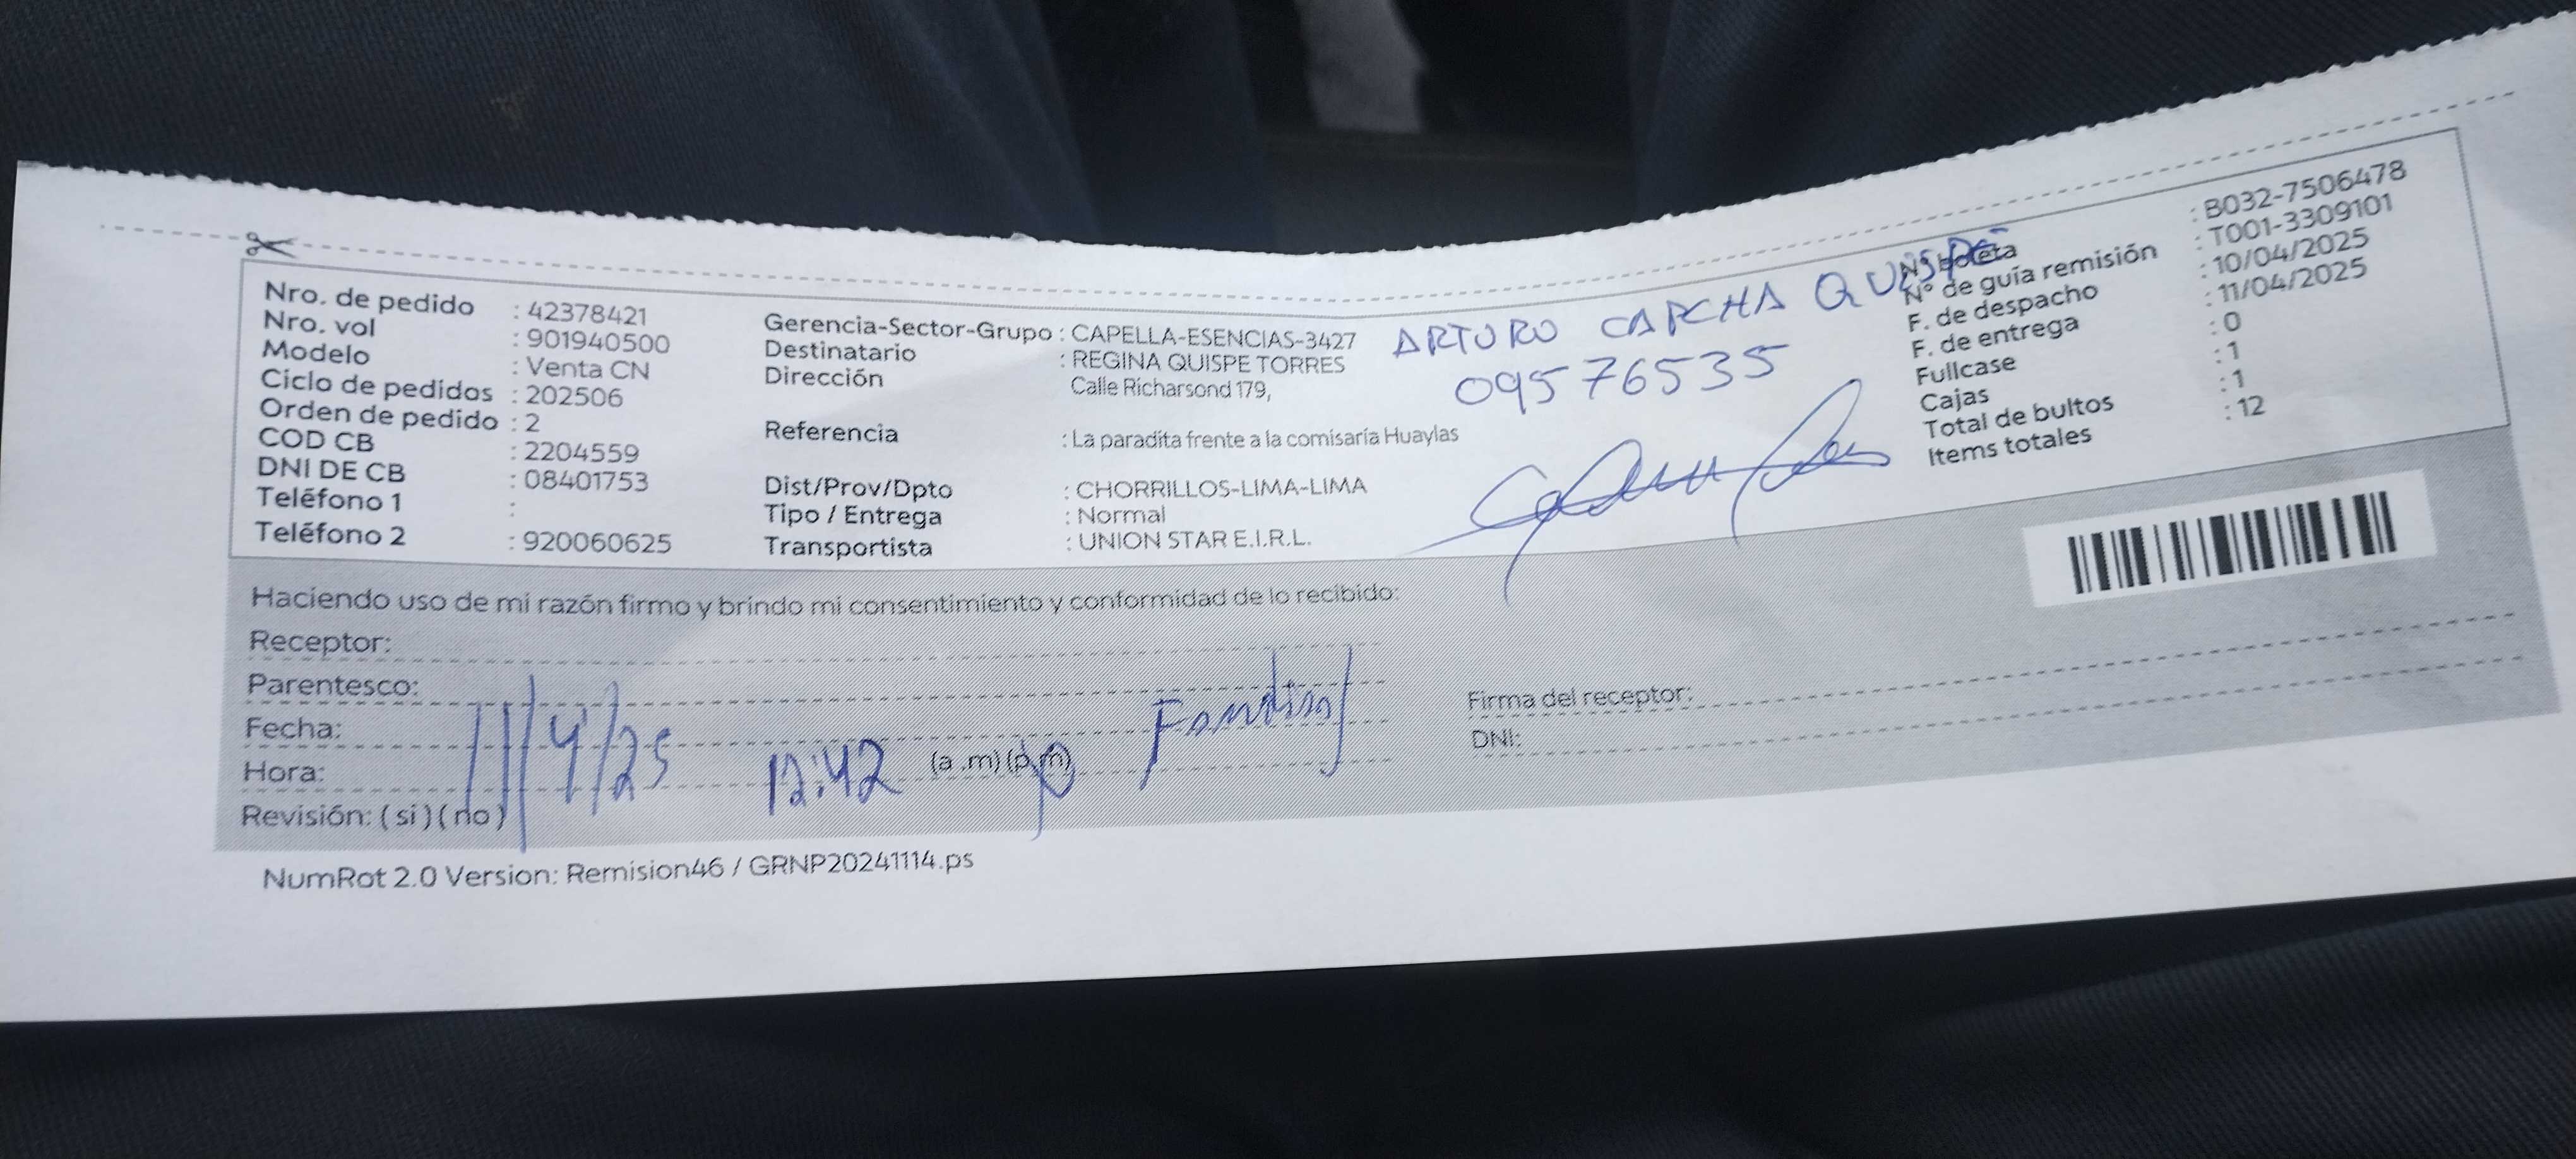 Nro. de pedido : 42378421
Nro. vol : 901940500
Modelo : Venta CN
Ciclo de pedidos : 202506
Orden de pedido : 2
COD CB : 2204559
DNI DE CB : 08401753
Teléfono 1 :
Teléfono 2 : 920060625
Gerencia-Sector-Grupo : CAPELLA-ESENCIAS-3427
Destinatario : REGINA QUISPE TORRES
Dirección Calle Richarsond 179,
Referencia : La paradita frente a la comisaría Huaylas
Dist/Prov/Dpto : CHORRILLOS-LIMA-LIMA
Tipo / Entrega : Normal
Transportista : UNION STAR E.I.R.L.
ARTURO CAPCHA QUISPE
09576535
N° boleta : B032-7506478
N° de guía remisión : T001-3309101
F. de despacho : 10/04/2025
F. de entrega : 11/04/2025
Fullcase : 0
Cajas : 1
Total de bultos : 1
Items totales : 12
Haciendo uso de mi razón firmo y brindo mi consentimiento y conformidad de lo recibido:
Receptor:
Parentesco:
Fecha: 11/4/25
Hora: 12:42 (a .m) (p.m)
Revisión: ( si ) ( no )
Firma del receptor:
DNI:
NumRot 2.0 Version: Remision46 / GRNP20241114.ps